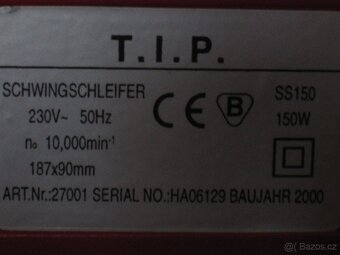 T.I.P.
SCHWINGSCHLEIFER
SS150
230V~ 50Hz
CE
B
150W
n₀ 10,000min⁻¹
187x90mm
ART.Nr.:27001 SERIAL NO.:HA06129 BAUJAHR 2000
Bazos.cz